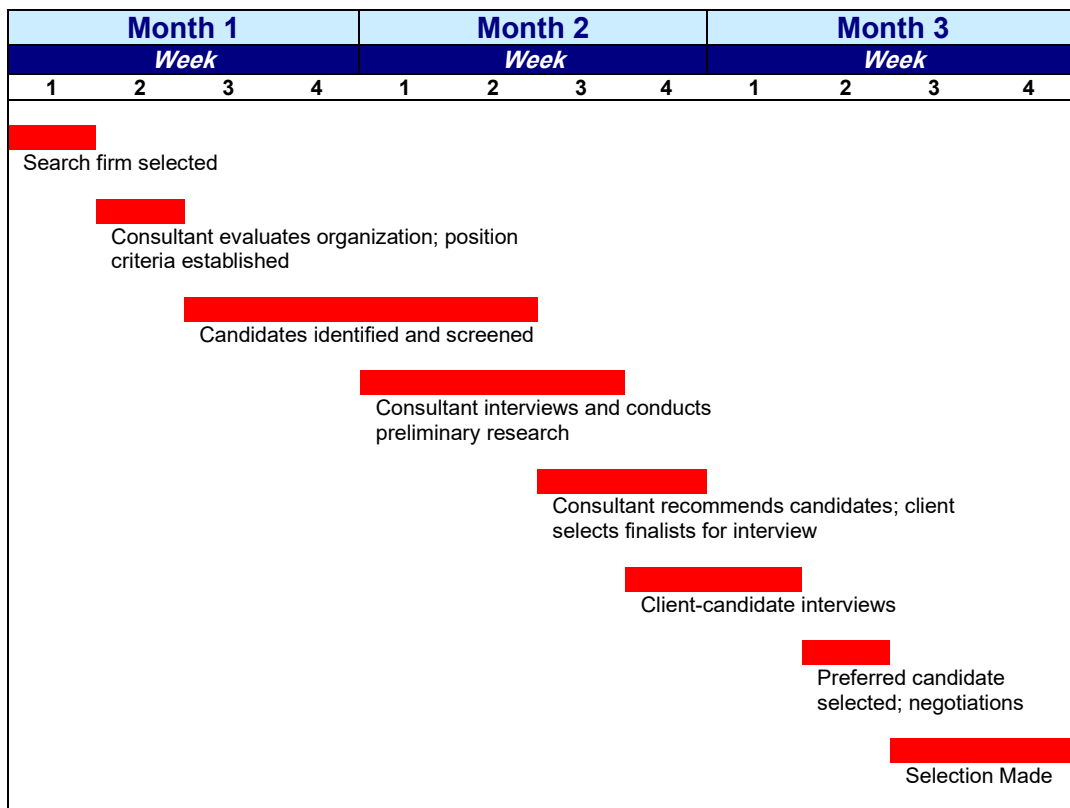 Month 1 Month 2 Month 3
Week Week Week
1 2 3 4 1 2 3 4 1 2 3 4
Search firm selected
Consultant evaluates organization; position
criteria established
Candidates identified and screened
Consultant interviews and conducts
preliminary research
Consultant recommends candidates; client
selects finalists for interview
Client-candidate interviews
Preferred candidate
selected; negotiations
Selection Made